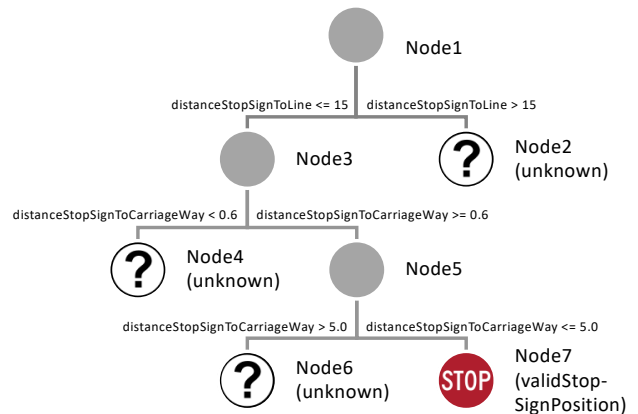 Node1
distanceStopSignToLine <= 15
distanceStopSignToLine > 15
Node3
?
Node2
(unknown)
distanceStopSignToCarriageWay < 0.6
distanceStopSignToCarriageWay >= 0.6
?
Node4
(unknown)
Node5
distanceStopSignToCarriageWay > 5.0
distanceStopSignToCarriageWay <= 5.0
?
Node6
(unknown)
STOP
Node7
(validStop-
SignPosition)